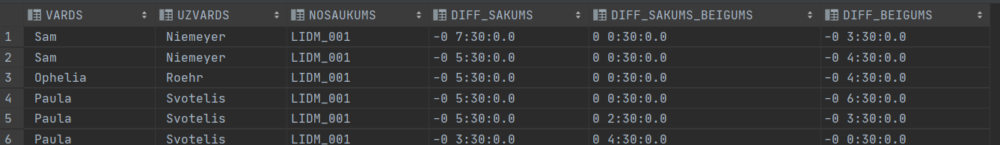 VARDS UZVARDS NOSAUKUMS DIFF_SAKUMS DIFF_SAKUMS_BEIGUMS DIFF_BEIGUMS
1 Sam Niemeyer LIDM_001 -0 7:30:0.0 0 0:30:0.0 -0 3:30:0.0
2 Sam Niemeyer LIDM_001 -0 5:30:0.0 0 0:30:0.0 -0 4:30:0.0
3 Ophelia Roehr LIDM_001 -0 5:30:0.0 0 0:30:0.0 -0 4:30:0.0
4 Paula Svotelis LIDM_001 -0 5:30:0.0 0 0:30:0.0 -0 6:30:0.0
5 Paula Svotelis LIDM_001 -0 5:30:0.0 0 2:30:0.0 -0 3:30:0.0
6 Paula Svotelis LIDM_001 -0 3:30:0.0 0 4:30:0.0 -0 0:30:0.0